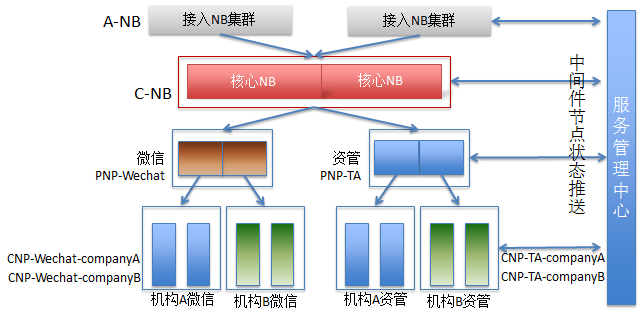 A-NB
接入NB集群
接入NB集群
C-NB
核心NB
核心NB
中间件节点状态推送
服务管理中心
微信
PNP-Wechat
资管
PNP-TA
CNP-Wechat-companyA
CNP-Wechat-companyB
CNP-TA-companyA
CNP-TA-companyB
机构A微信
机构B微信
机构A资管
机构B资管